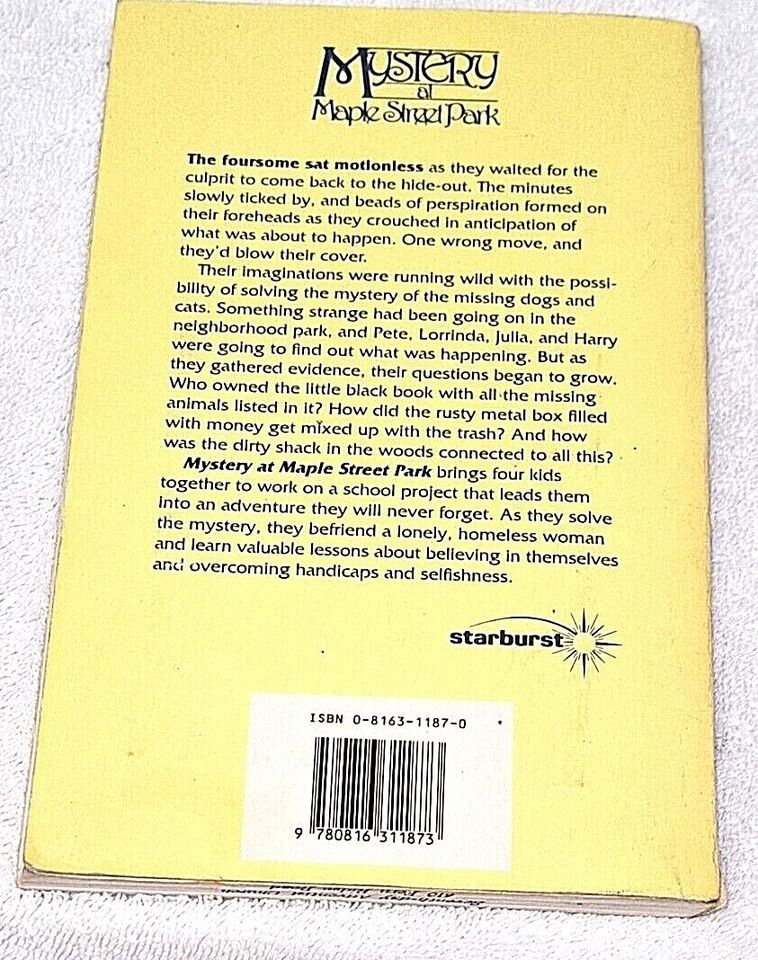 MYSTERY
at
Maple Street Park
The foursome sat motionless as they waited for the
culprit to come back to the hide-out. The minutes
slowly ticked by, and beads of perspiration formed on
their foreheads as they crouched in anticipation of
what was about to happen. One wrong move, and
they'd blow their cover.
Their imaginations were running wild with the possi-
bility of solving the mystery of the missing dogs and
cats. Something strange had been going on in the
neighborhood park, and Pete, Lorrinda, Julia, and Harry
were going to find out what was happening. But as
they gathered evidence, their questions began to grow.
Who owned the little black book with all the missing
animals listed in it? How did the rusty metal box filled
with money get mixed up with the trash? And how
was the dirty shack in the woods connected to all this?
Mystery at Maple Street Park brings four kids
together to work on a school project that leads them
into an adventure they will never forget. As they solve
the mystery, they befriend a lonely, homeless woman
and learn valuable lessons about believing in themselves
and overcoming handicaps and selfishness.
starburst
ISBN 0-8163-1187-0
9 780816 311873